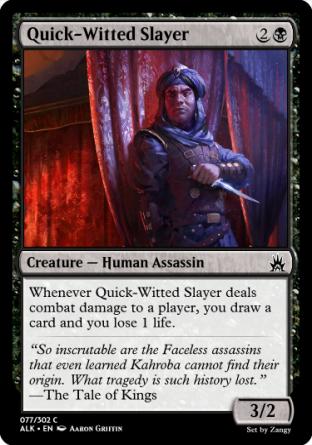 Quick-Witted Slayer 2
Creature — Human Assassin
Whenever Quick-Witted Slayer deals
combat damage to a player, you draw a
card and you lose 1 life.
“So inscrutable are the Faceless assassins
that even learned Kahroba cannot find their
origin. What tragedy is such history lost.”
—The Tale of Kings
3/2
077/302 C
ALK • EN Aaron Griffin
Set by Zangy